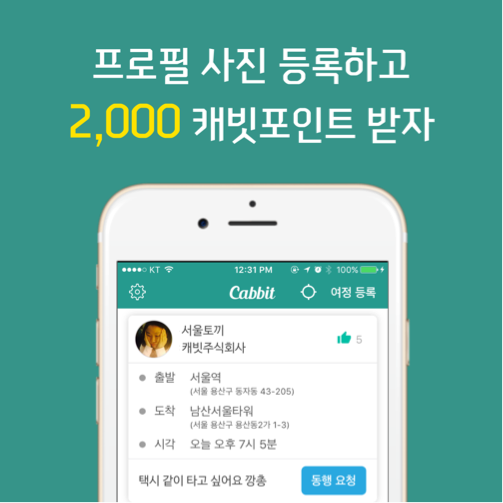 프로필 사진 등록하고
2,000 캐빗포인트 받자
KT 12:31 PM 100%
Cabbit 여정 등록
서울토끼
캐빗주식회사
5
출발 서울역
(서울 용산구 동자동 43-205)
도착 남산서울타워
(서울 용산구 용산동2가 1-3)
시각 오늘 오후 7시 5분
택시 같이 타고 싶어요 깡총 동행 요청